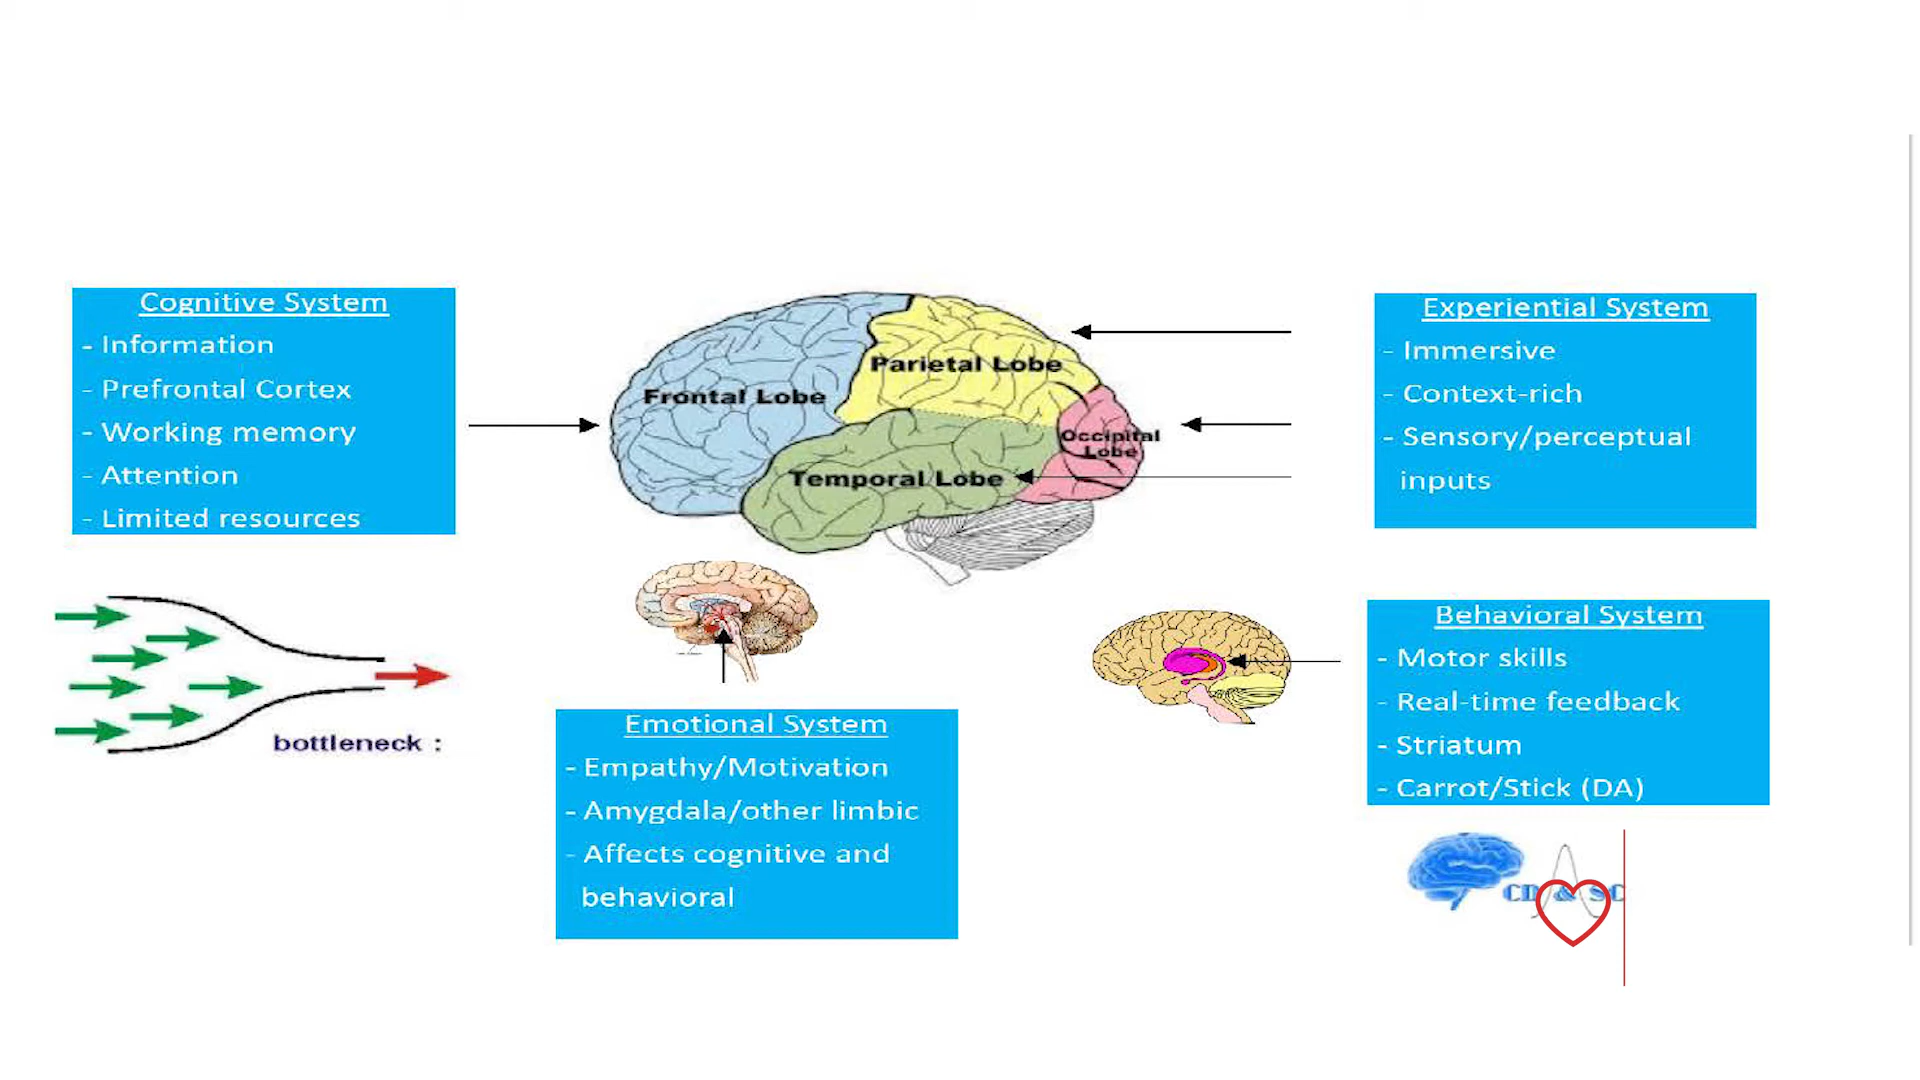 Cognitive System
- Information
- Prefrontal Cortex
- Working memory
- Attention
- Limited resources
Frontal Lobe
Parietal Lobe
Occipital
Lobe
Temporal Lobe
Experiential System
- Immersive
- Context-rich
- Sensory/perceptual
inputs
bottleneck :
Emotional System
- Empathy/Motivation
- Amygdala/other limbic
- Affects cognitive and
behavioral
Behavioral System
- Motor skills
- Real-time feedback
- Striatum
- Carrot/Stick (DA)
CD & SC